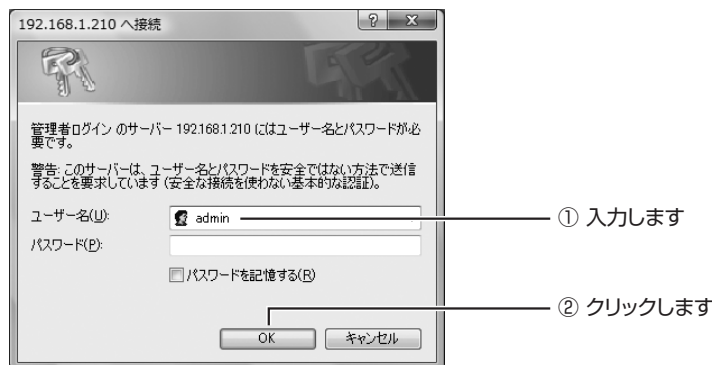 192.168.1.210 へ接続
管理者ログイン のサーバー 192.168.1.210 にはユーザー名とパスワードが必
要です。
警告: このサーバーは、ユーザー名とパスワードを安全ではない方法で送信
することを要求しています (安全な接続を使わない基本的な認証)。
ユーザー名(U):
admin
① 入力します
パスワード(P):
パスワードを記憶する(R)
② クリックします
OK
キャンセル